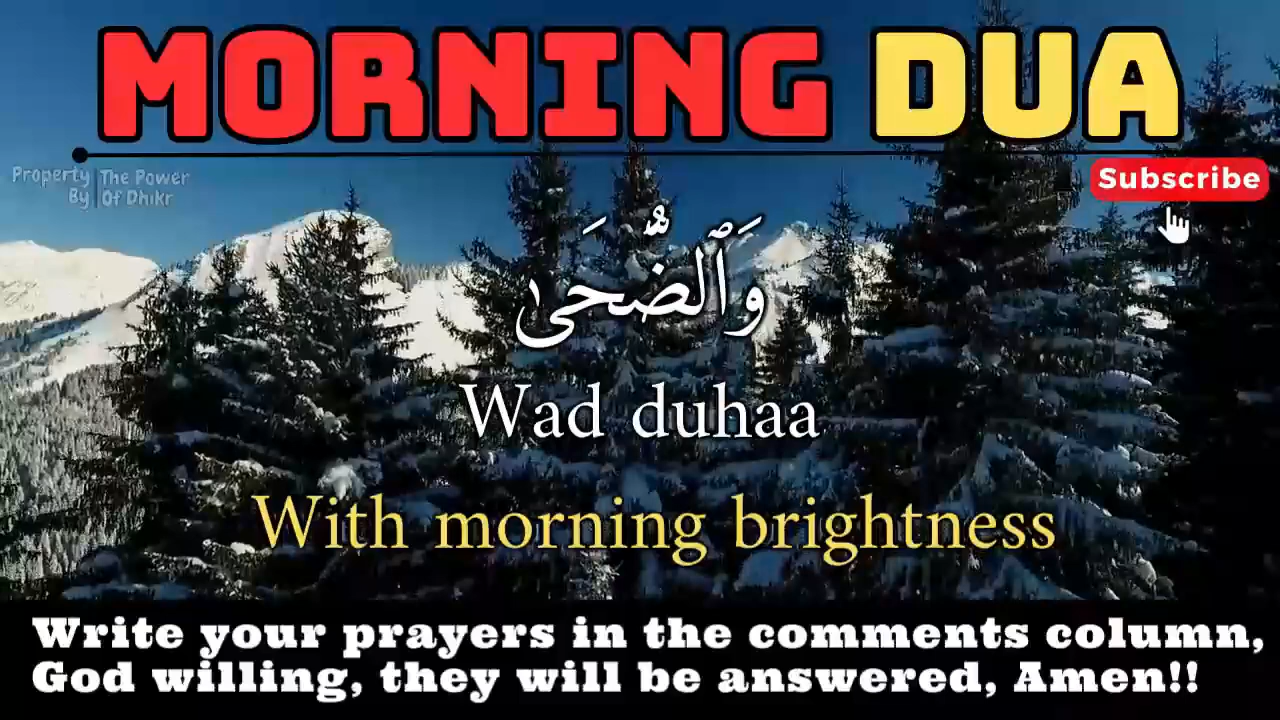 MORNING DUA
Property By
The Power Of Dhikr
Subscribe
وَٱلضُّحَىٰ
Wad duhaa
With morning brightness
Write your prayers in the comments column,
God willing, they will be answered, Amen!!